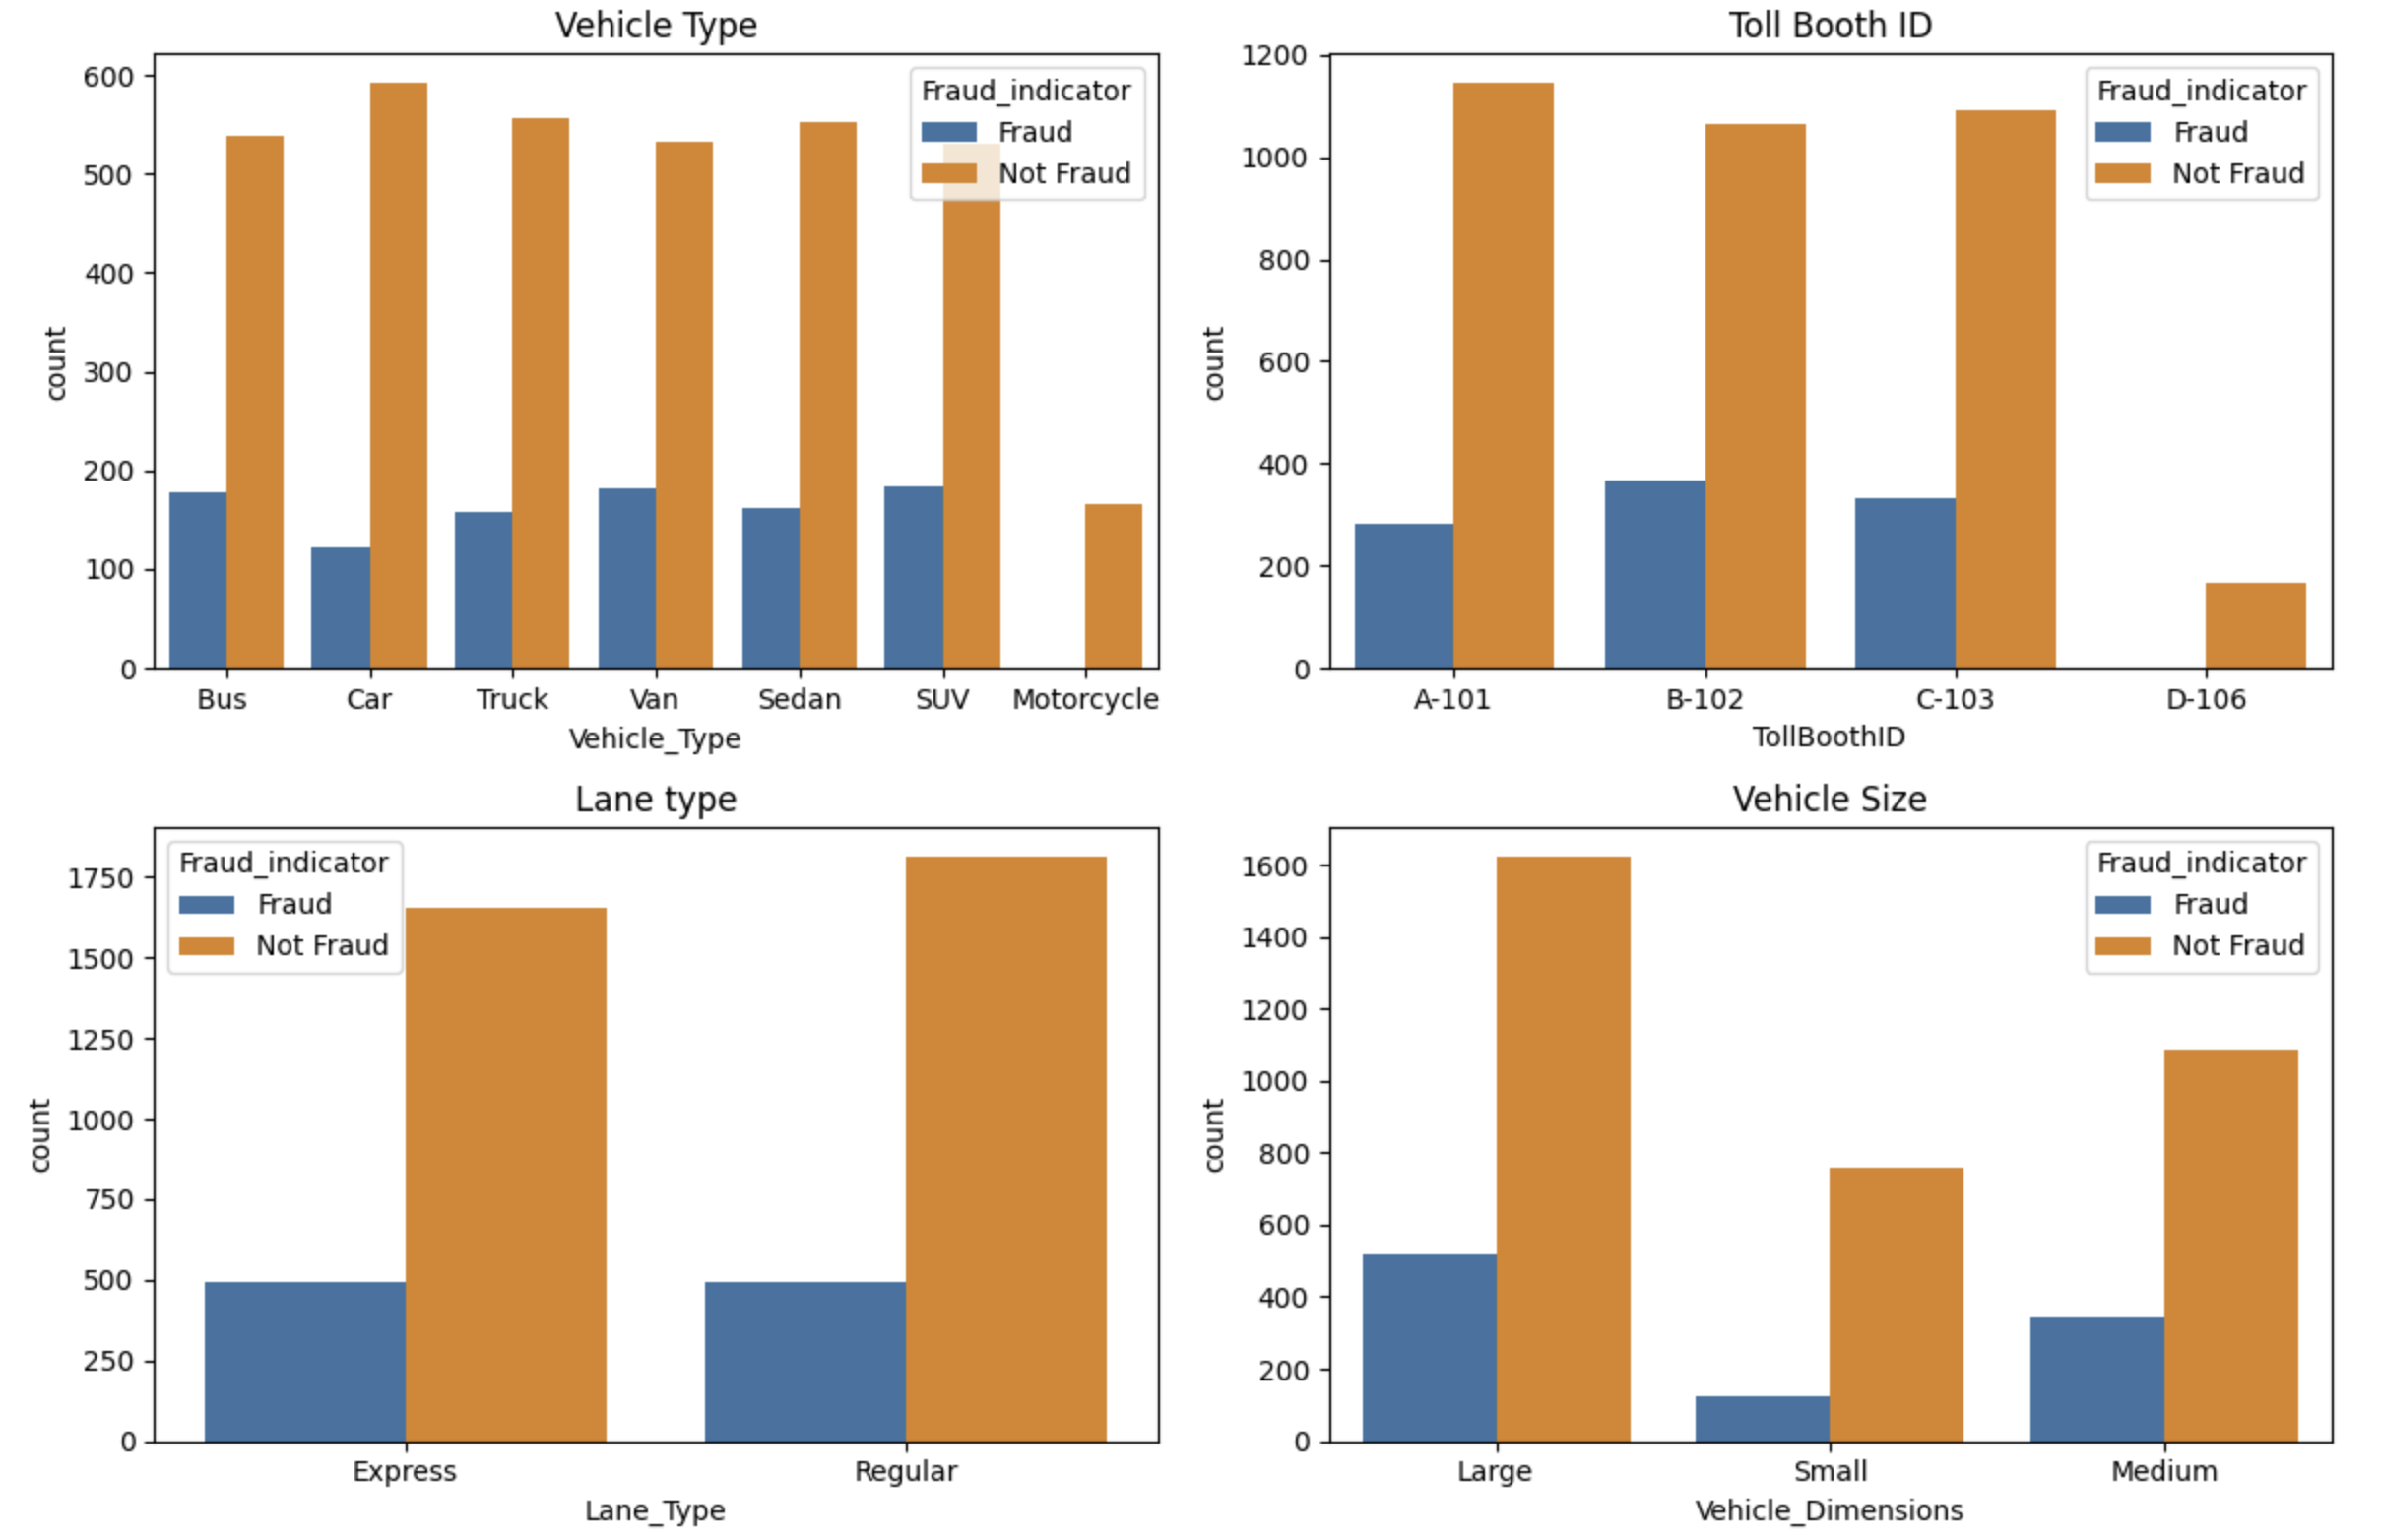 Vehicle Type
600
500
400
300
200
100
0
count
Fraud_indicator
Fraud
Not Fraud
Bus Car Truck Van Sedan SUV Motorcycle
Vehicle_Type
Toll Booth ID
1200
1000
800
600
400
200
0
count
Fraud_indicator
Fraud
Not Fraud
A-101 B-102 C-103 D-106
TollBoothID
Lane type
1750
1500
1250
1000
750
500
250
0
count
Fraud_indicator
Fraud
Not Fraud
Express Regular
Lane_Type
Vehicle Size
1600
1400
1200
1000
800
600
400
200
0
count
Fraud_indicator
Fraud
Not Fraud
Large Small Medium
Vehicle_Dimensions